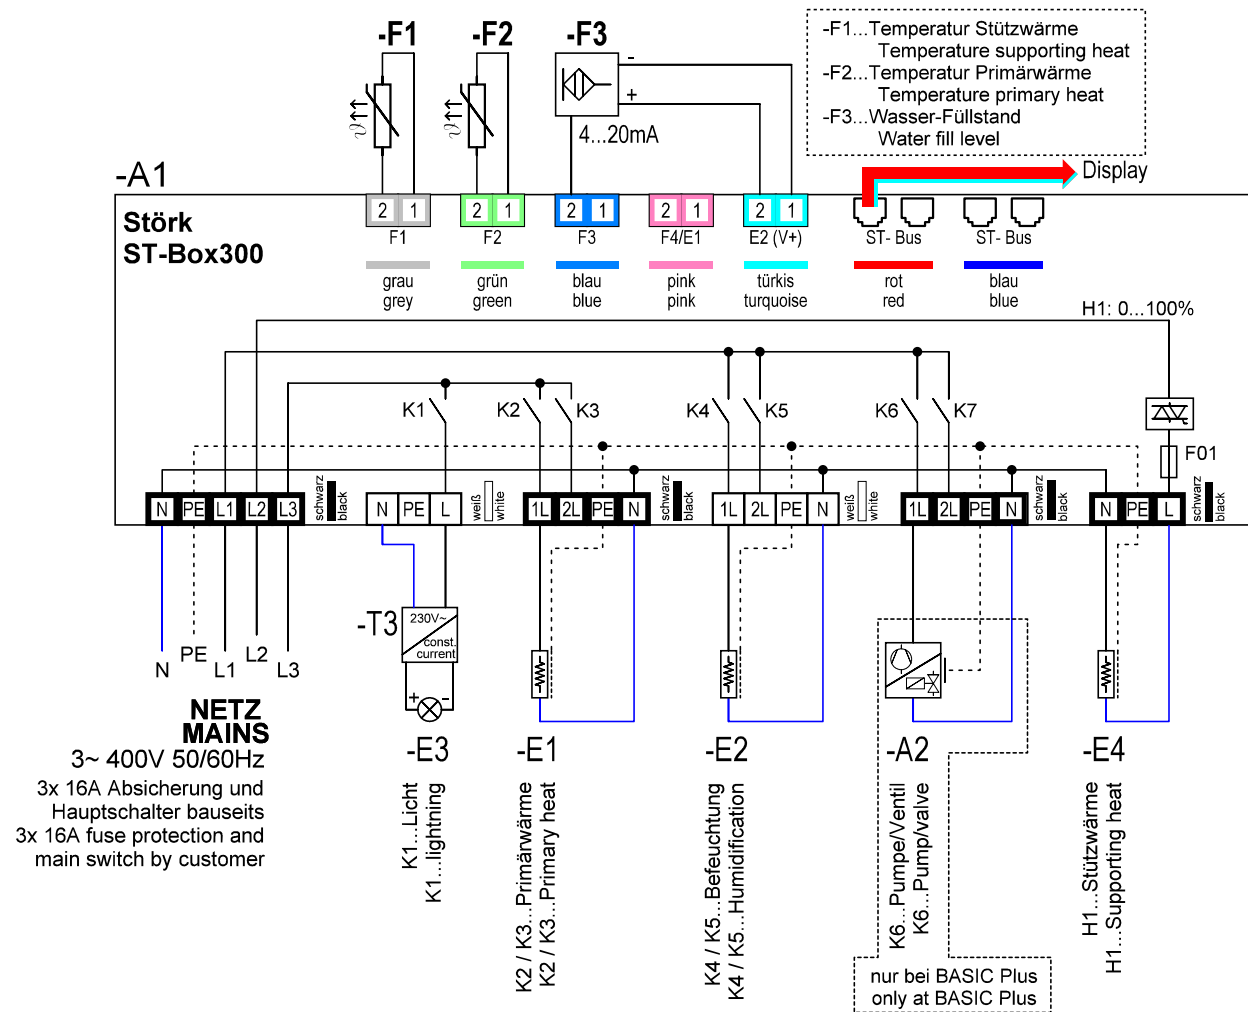 -F1
-F2
-F3
-F1...Temperatur Stützwärme
Temperature supporting heat
-F2...Temperatur Primärwärme
Temperature primary heat
-F3...Wasser-Füllstand
Water fill level
ϑ
ϑ
-
+
4...20mA
-A1
Display
Störk
ST-Box300
2 1
2 1
2 1
2 1
2 1
F1
F2
F3
F4/E1
E2 (V+)
ST- Bus
ST- Bus
grau
grey
grün
green
blau
blue
pink
pink
türkis
turquoise
rot
red
blau
blue
H1: 0...100%
K1
K2
K3
K4
K5
K6
K7
F01
N PE L1 L2 L3
schwarz
black
N PE L
weiß
white
1L 2L PE N
schwarz
black
1L 2L PE N
weiß
white
1L 2L PE N
schwarz
black
N PE L
schwarz
black
N PE L1 L2 L3
-T3
230V~
const.
current
+ -
NETZ
MAINS
3~ 400V 50/60Hz
3x 16A Absicherung und
Hauptschalter bauseits
3x 16A fuse protection and
main switch by customer
-E3
K1...Licht
K1...lightning
-E1
K2 / K3...Primärwärme
K2 / K3...Primary heat
-E2
K4 / K5...Befeuchtung
K4 / K5...Humidification
-A2
K6...Pumpe/Ventil
K6...Pump/valve
-E4
H1...Stützwärme
H1...Supporting heat
nur bei BASIC Plus
only at BASIC Plus